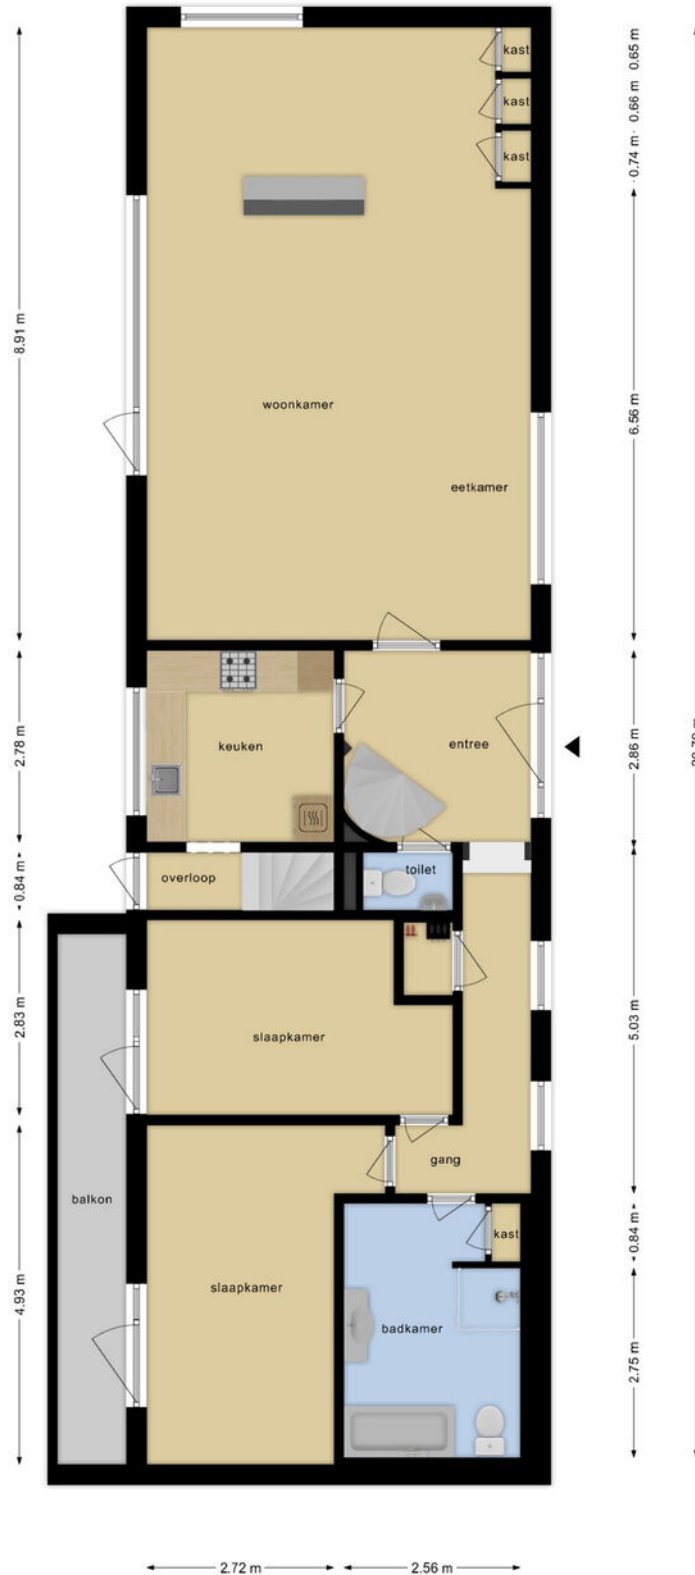 kast
0.65 m
kast
0.66 m
kast
0.74 m
8.91 m
woonkamer
6.56 m
eetkamer
2.78 m
keuken
entree
2.86 m
0.84 m
overloop
toilet
2.83 m
slaapkamer
5.03 m
gang
balkon
4.93 m
slaapkamer
kast
0.84 m
badkamer
2.75 m
2.72 m
2.56 m